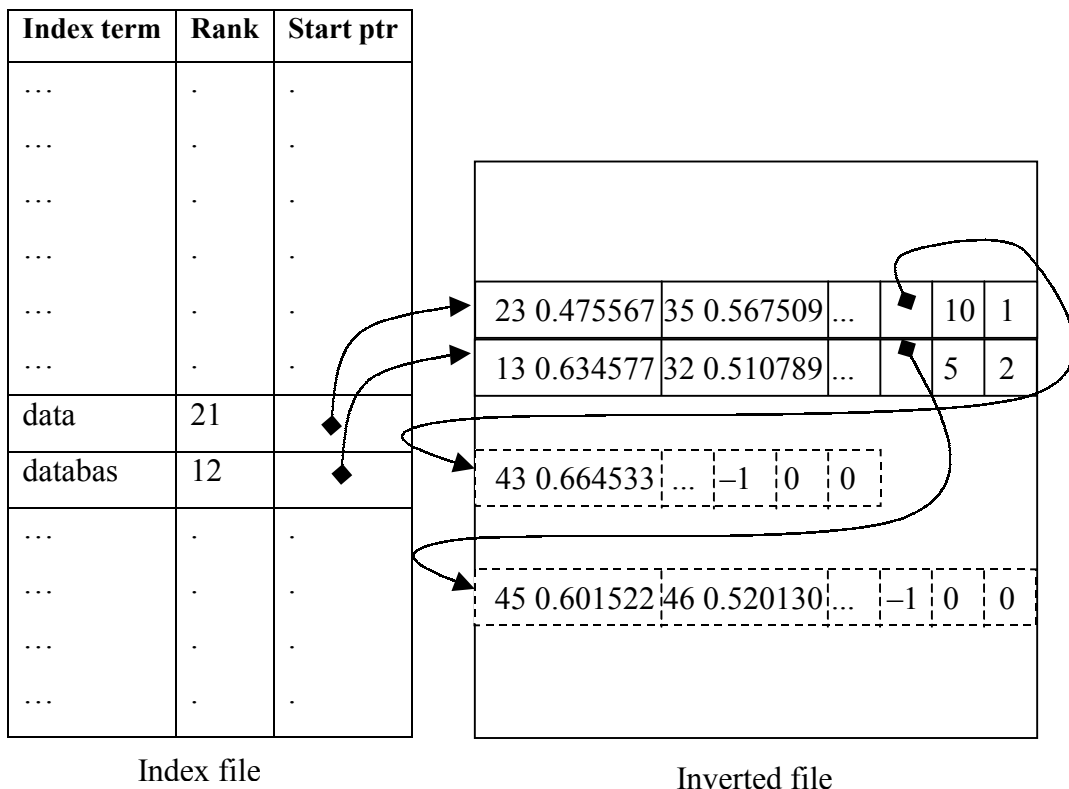 Index term Rank Start ptr
… . .
… . .
… . .
… . .
… . .
… . .
data 21
databas 12
… . .
… . .
… . .
… . .
Index file
23 0.475567 35 0.567509 ... 10 1
13 0.634577 32 0.510789 ... 5 2
43 0.664533 ... –1 0 0
45 0.601522 46 0.520130 ... –1 0 0
Inverted file